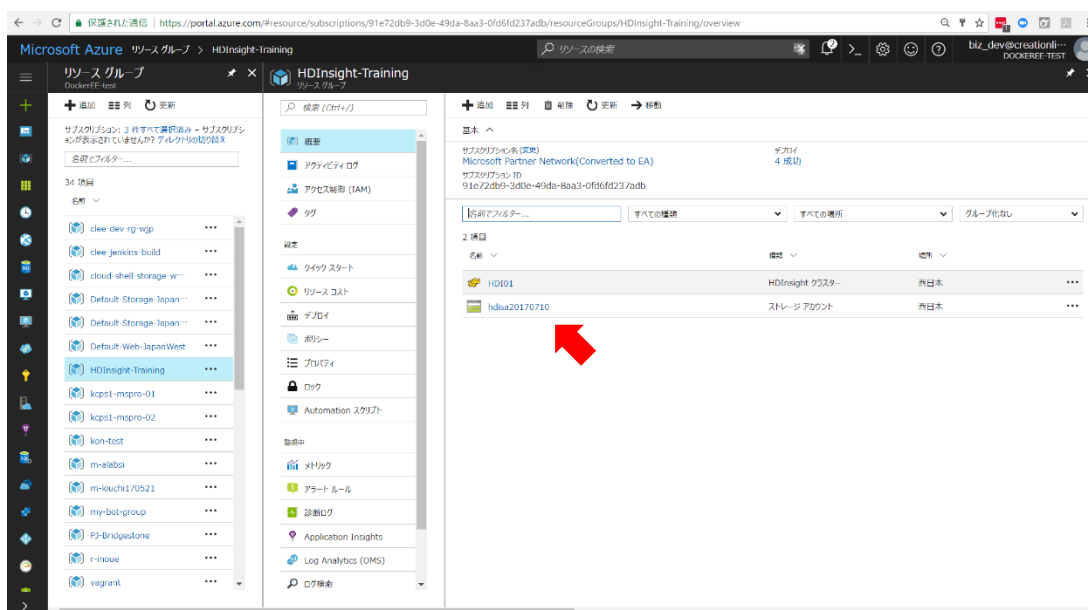 保護された通信 | https://portal.azure.com/#resource/subscriptions/91e72db9-3d0e-49da-8aa3-0fd6fd237adb/resourceGroups/HDInsight-Training/overview
Microsoft Azure リソース グループ > HDInsight-Training
リソースの検索
biz_dev@creationli…
DOCKEREE-TEST
リソース グループ
DockerEE-test
追加 列 更新
サブスクリプション: 3 件すべて選択済み – サブスクリプシ
ョンが表示されていませんか? ディレクトリの切り替え
名前でフィルター...
34 項目
名前
clee-dev-rg-wjp
clee-jenkins-build
cloud-shell-storage-w…
Default-Storage-Japan…
Default-Storage-Japan…
Default-Web-JapanWest
HDInsight-Training
kcps1-mspro-01
kcps1-mspro-02
kon-test
m-alabsi
m-kiuchi170521
my-bot-group
PJ-Bridgestone
r-inoue
vagrant
HDInsight-Training
リソース グループ
検索 (Ctrl+/)
概要
アクティビティ ログ
アクセス制御 (IAM)
タグ
設定
クイック スタート
リソース コスト
デプロイ
ポリシー
プロパティ
ロック
Automation スクリプト
監視中
メトリック
アラート ルール
診断ログ
Application Insights
Log Analytics (OMS)
ログ検索
追加 列 削除 更新 移動
基本
サブスクリプション名 (変更)
Microsoft Partner Network(Converted to EA)
サブスクリプション ID
91e72db9-3d0e-49da-8aa3-0fd6fd237adb
デプロイ
4 成功
名前でフィルター... すべての種類 すべての場所 グループ化なし
2 項目
名前 種類 場所
HDI01 HDInsight クラスター 西日本
hdisa20170710 ストレージ アカウント 西日本